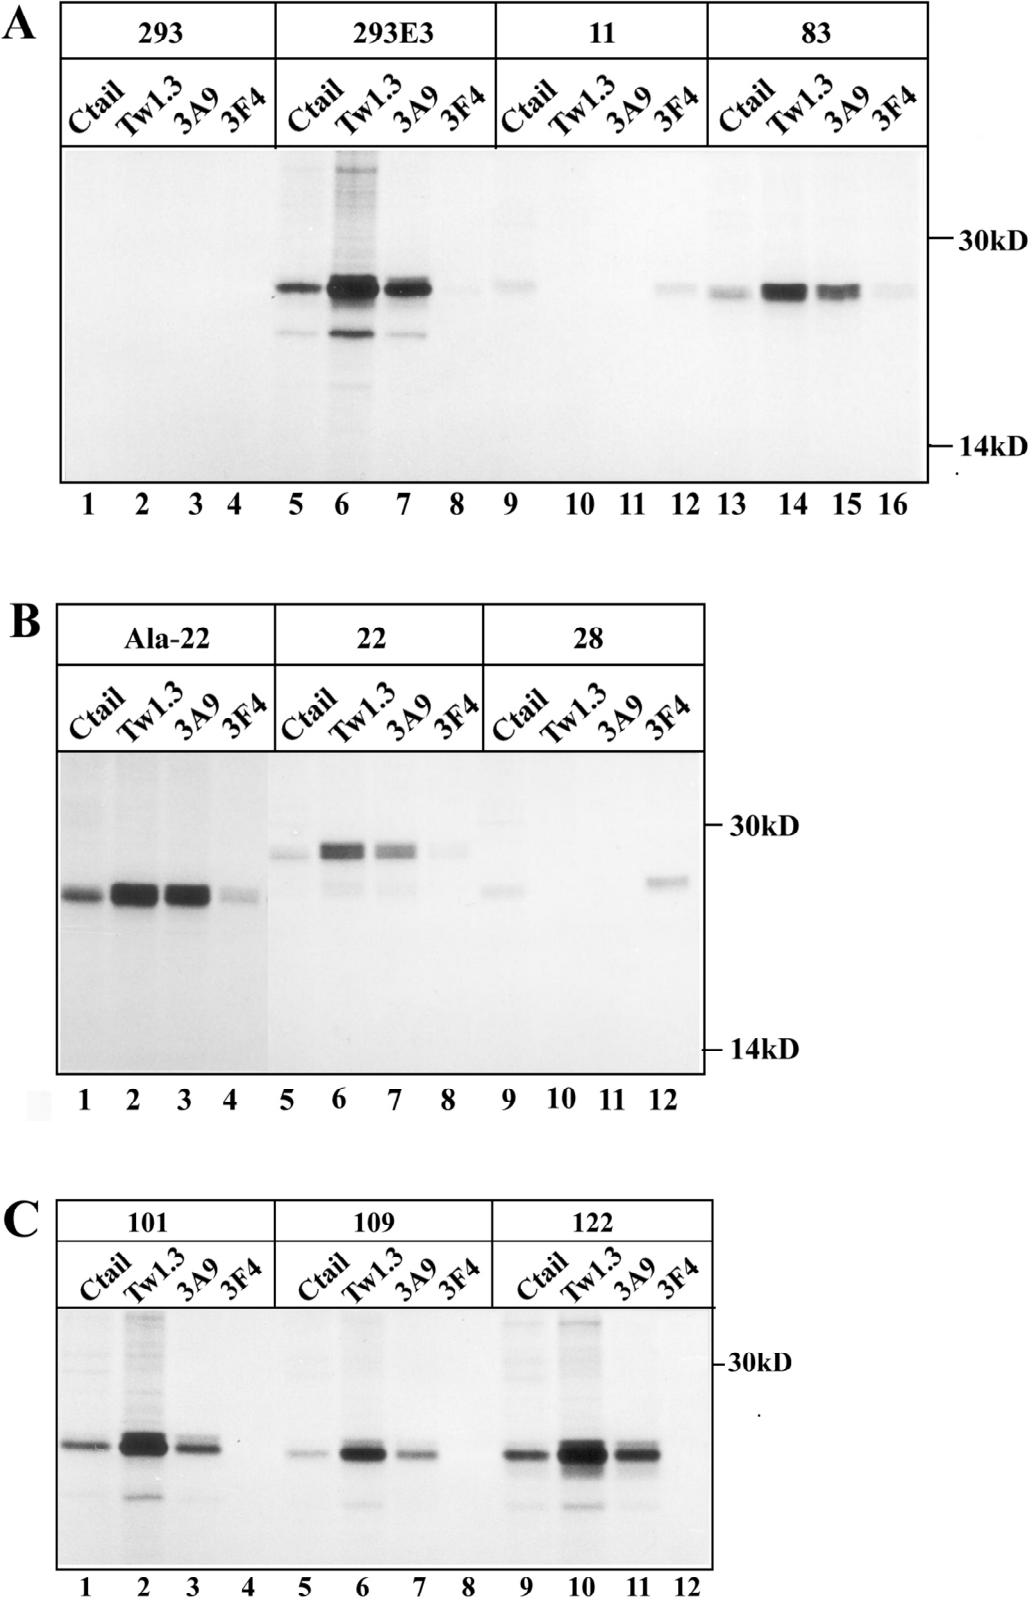 A
293 293E3 11 83
Ctail Tw1.3 3A9 3F4 Ctail Tw1.3 3A9 3F4 Ctail Tw1.3 3A9 3F4 Ctail Tw1.3 3A9 3F4
30kD
14kD
1 2 3 4 5 6 7 8 9 10 11 12 13 14 15 16
B
Ala-22 22 28
Ctail Tw1.3 3A9 3F4 Ctail Tw1.3 3A9 3F4 Ctail Tw1.3 3A9 3F4
30kD
14kD
1 2 3 4 5 6 7 8 9 10 11 12
C
101 109 122
Ctail Tw1.3 3A9 3F4 Ctail Tw1.3 3A9 3F4 Ctail Tw1.3 3A9 3F4
30kD
1 2 3 4 5 6 7 8 9 10 11 12